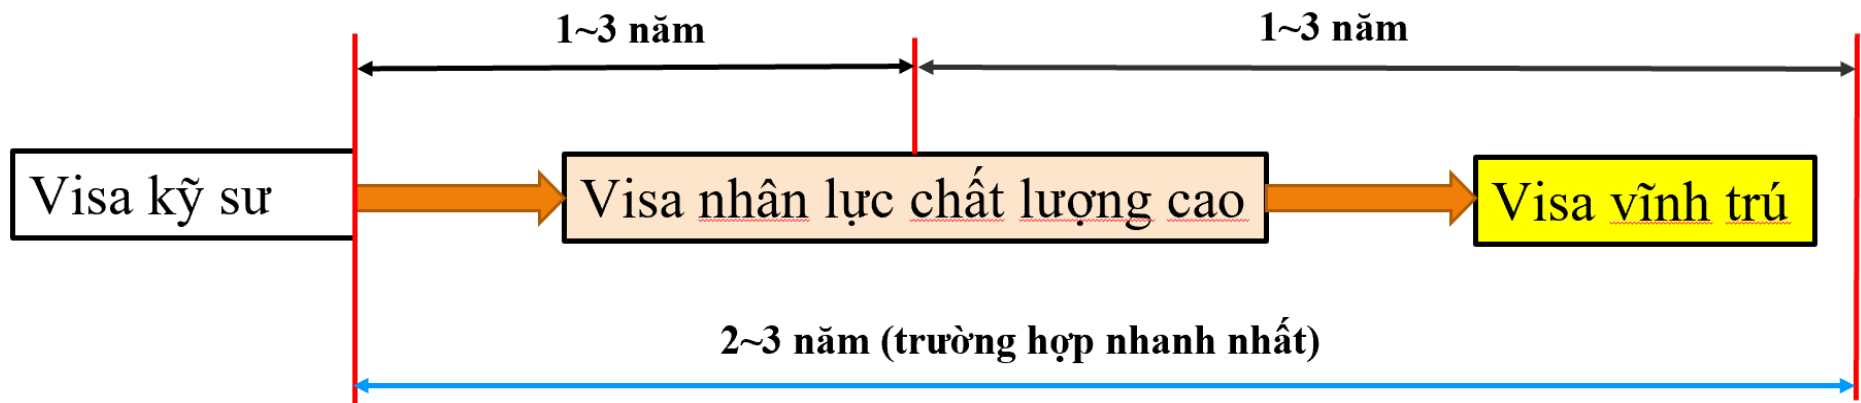 1~3 năm
1~3 năm
Visa kỹ sư
Visa nhân lực chất lượng cao
Visa vĩnh trú
2~3 năm (trường hợp nhanh nhất)